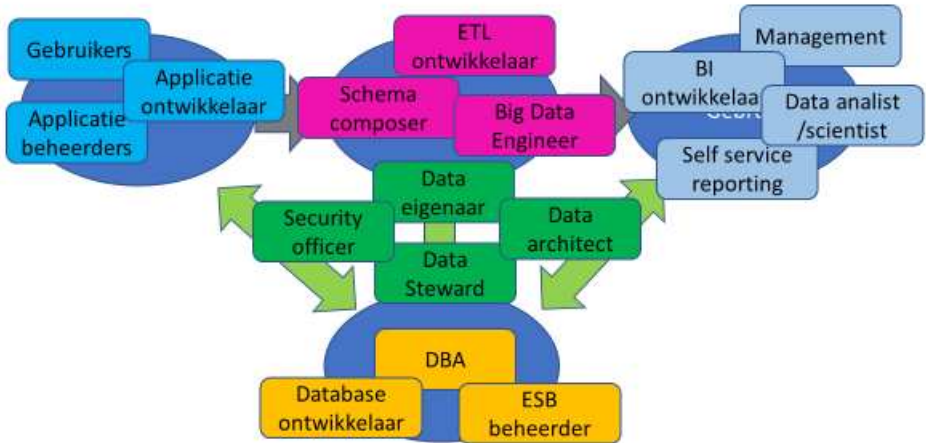 Gebruikers
Applicatie
ontwikkelaar
Applicatie
beheerders
ETL
ontwikkelaar
Schema
composer
Big Data
Engineer
Management
BI
ontwikkelaar
Data analist
/scientist
Self service
reporting
Data
eigenaar
Security
officer
Data
architect
Data
Steward
DBA
Database
ontwikkelaar
ESB
beheerder